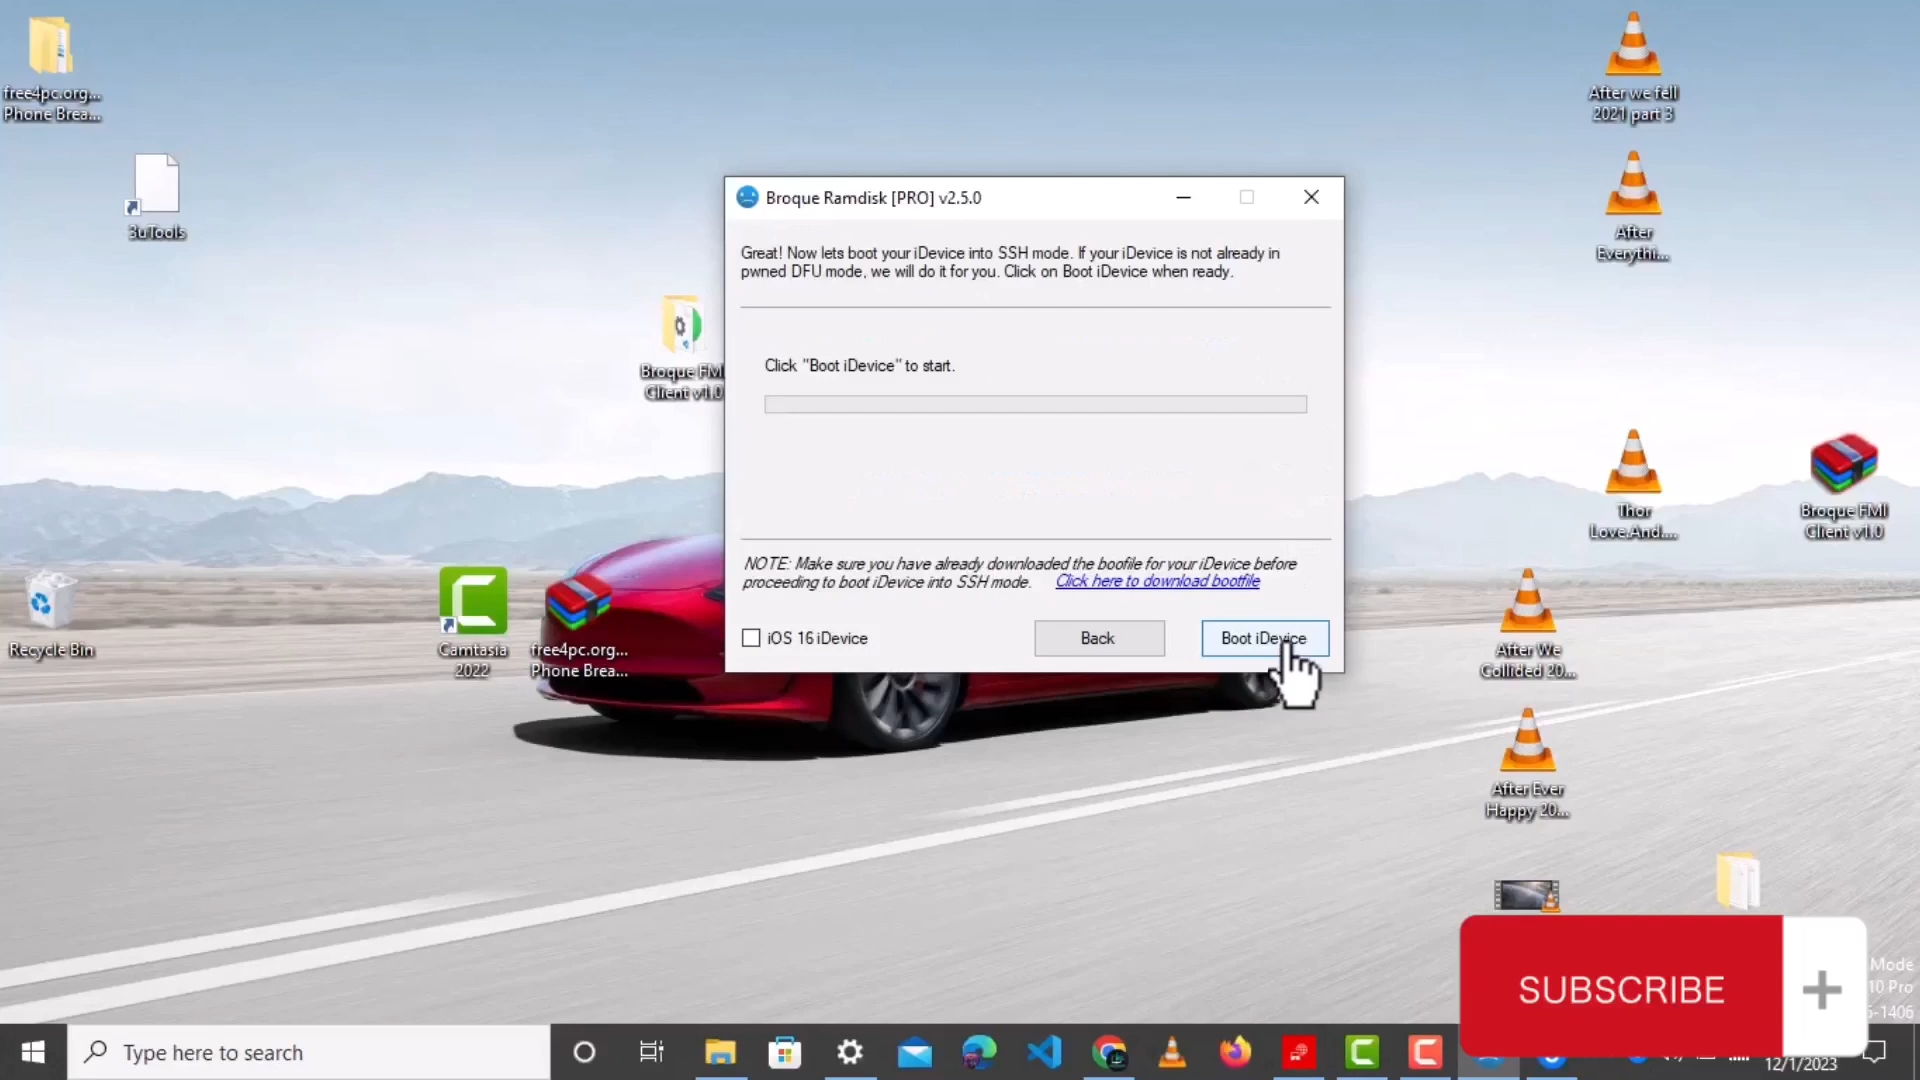 free4pc.org...
Phone Brea...
3uTools
Broque FMI
Client v1.0
Recycle Bin
Camtasia
2022
free4pc.org...
Phone Brea...
Broque Ramdisk [PRO] v2.5.0
Great! Now lets boot your iDevice into SSH mode. If your iDevice is not already in
pwned DFU mode, we will do it for you. Click on Boot iDevice when ready.
Click "Boot iDevice" to start.
NOTE: Make sure you have already downloaded the boofile for your iDevice before
proceeding to boot iDevice into SSH mode. Click here to download bootfile
iOS 16 iDevice
Back
Boot iDevice
After we fell
2021 part 3
After
Everythi...
Thor
Love.And....
Broque FMI
Client v1.0
After We
Collided 20...
After Ever
Happy 20...
SUBSCRIBE
Mode
10 Pro
-1406
Type here to search
12/1/2023